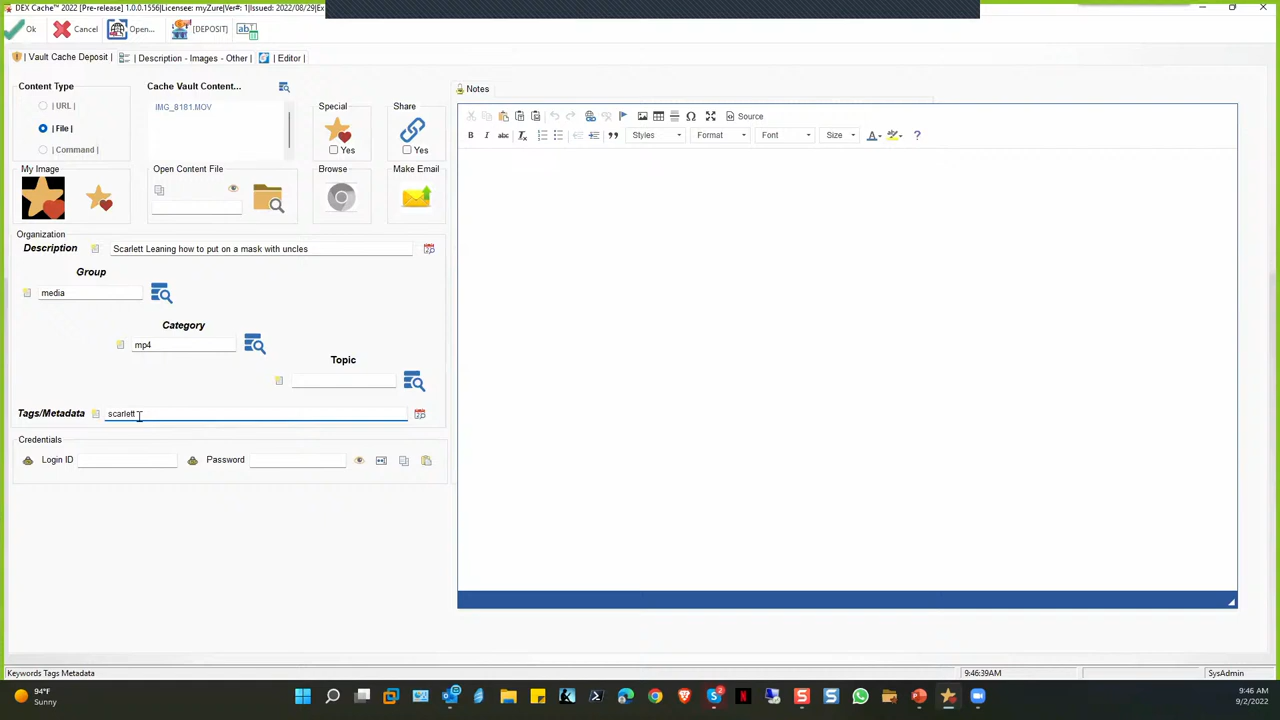 DEX Cache™ 2022 [Pre-release] 1.0.0.1556|Licensee: myZure|Ver#: 1|Issued: 2022/08/29|Ex
Ok
Cancel
Open...
[DEPOSIT]
| Vault Cache Deposit |
| Description - Images - Other |
| Editor |
Content Type
| URL |
| File |
| Command |
Cache Vault Content...
IMG_8181.MOV
Special
Yes
Share
Yes
My Image
Open Content File
Browse
Make Email
Organization
Description
Scarlett Leaning how to put on a mask with uncles
Group
media
Category
mp4
Topic
Tags/Metadata
scarlett
Credentials
Login ID
Password
Notes
Source
Styles
Format
Font
Size
Keywords Tags Metadata
9:46:39AM
SysAdmin
94°F
Sunny
9:46 AM
9/2/2022